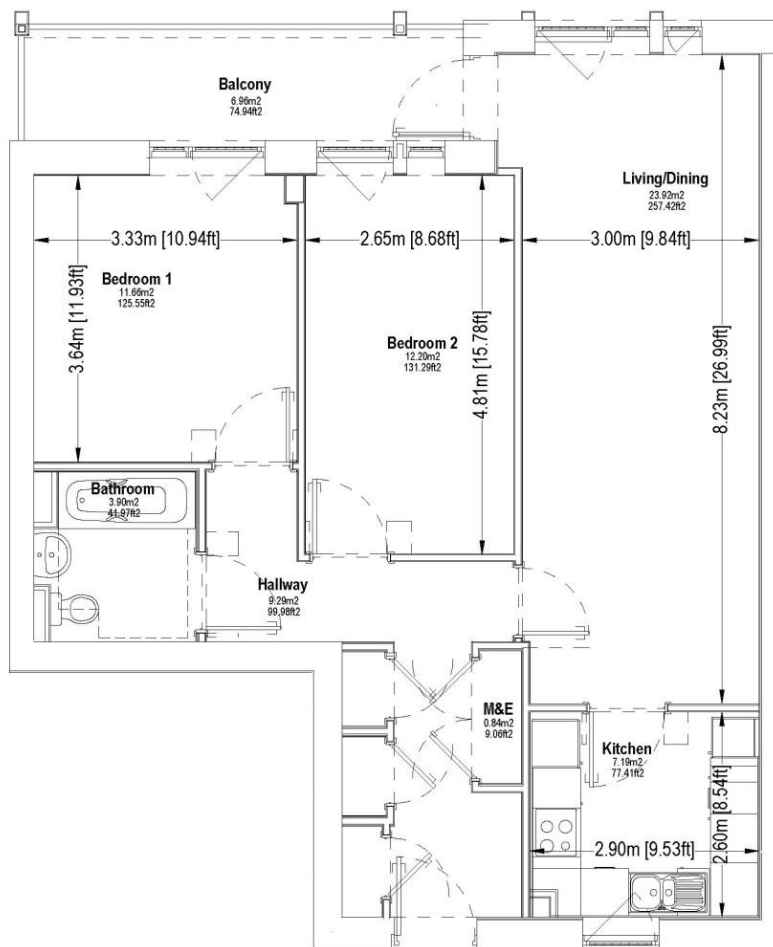 Balcony
6.96m2
74.94ft2
Living/Dining
23.92m2
257.42ft2
3.33m [10.94ft]
2.65m [8.68ft]
3.00m [9.84ft]
Bedroom 1
11.66m2
125.55ft2
3.64m [11.93ft]
Bedroom 2
12.20m2
131.29ft2
4.81m [15.78ft]
8.23m [26.99ft]
Bathroom
3.90m2
41.97ft2
Hallway
9.29m2
99.98ft2
M&E
0.84m2
9.06ft2
Kitchen
7.19m2
77.41ft2
2.90m [9.53ft]
2.60m [8.54ft]